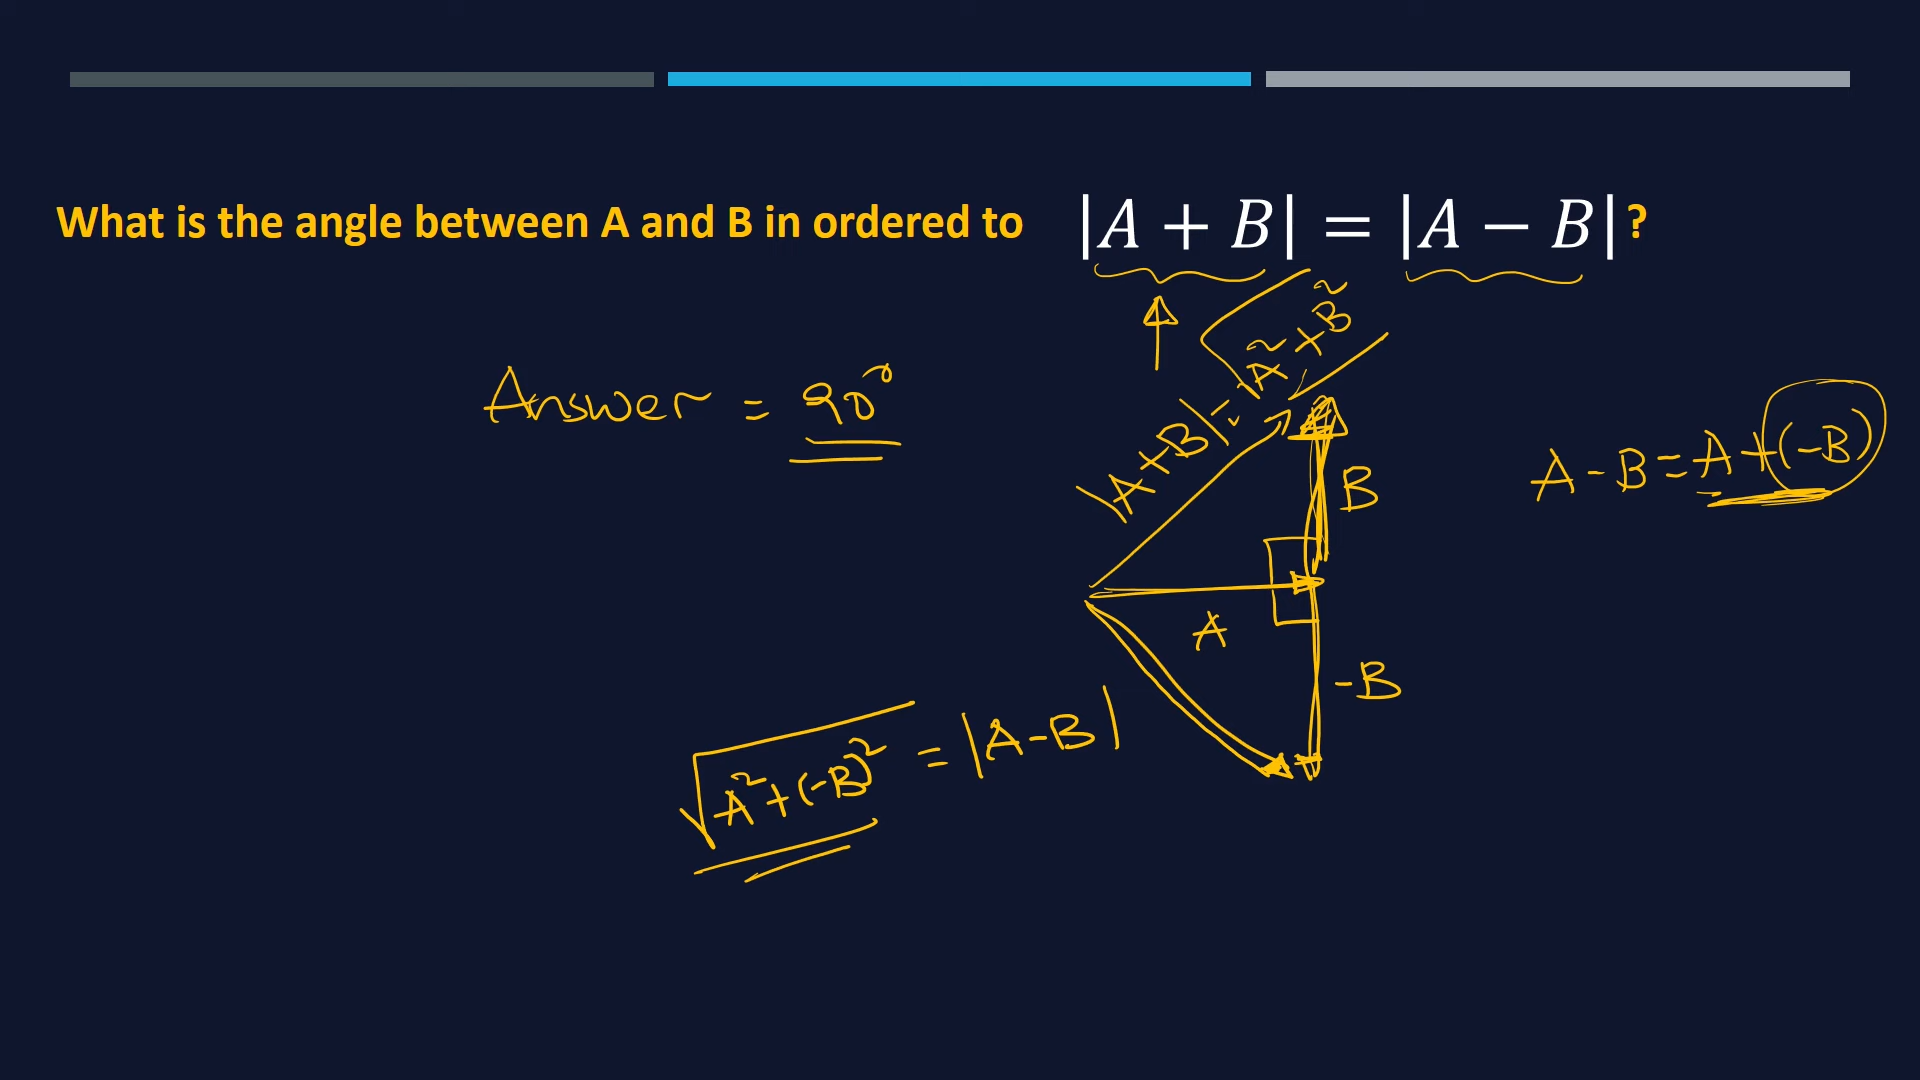 What is the angle between A and B in ordered to |A + B| = |A − B|?
Answer = 90°
|A+B| = √A²+B²
B
A-B=A+(-B)
A
-B
√A²+(-B)² = |A-B|